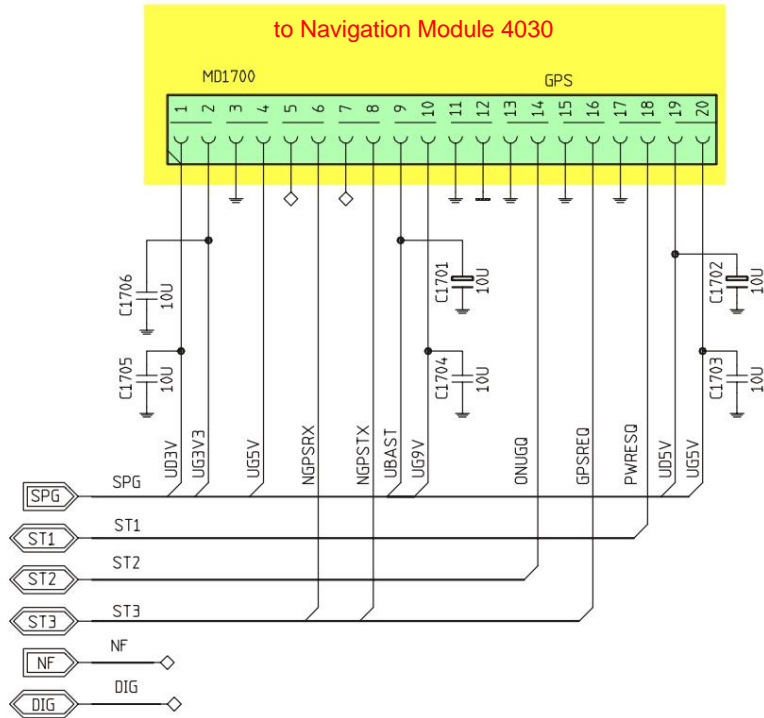 to Navigation Module 4030
MD1700 GPS
1 2 3 4 5 6 7 8 9 10 11 12 13 14 15 16 17 18 19 20
C1706 10U
C1701 10U
C1702 10U
C1705 10U
C1704 10U
C1703 10U
UD3V UG3V3 UG5V NGPSRX NGPSTX UBAST UG9V ONUGQ GPSREQ PWRESQ UD5V UG5V
SPG SPG
ST1 ST1
ST2 ST2
ST3 ST3
NF NF
DIG DIG